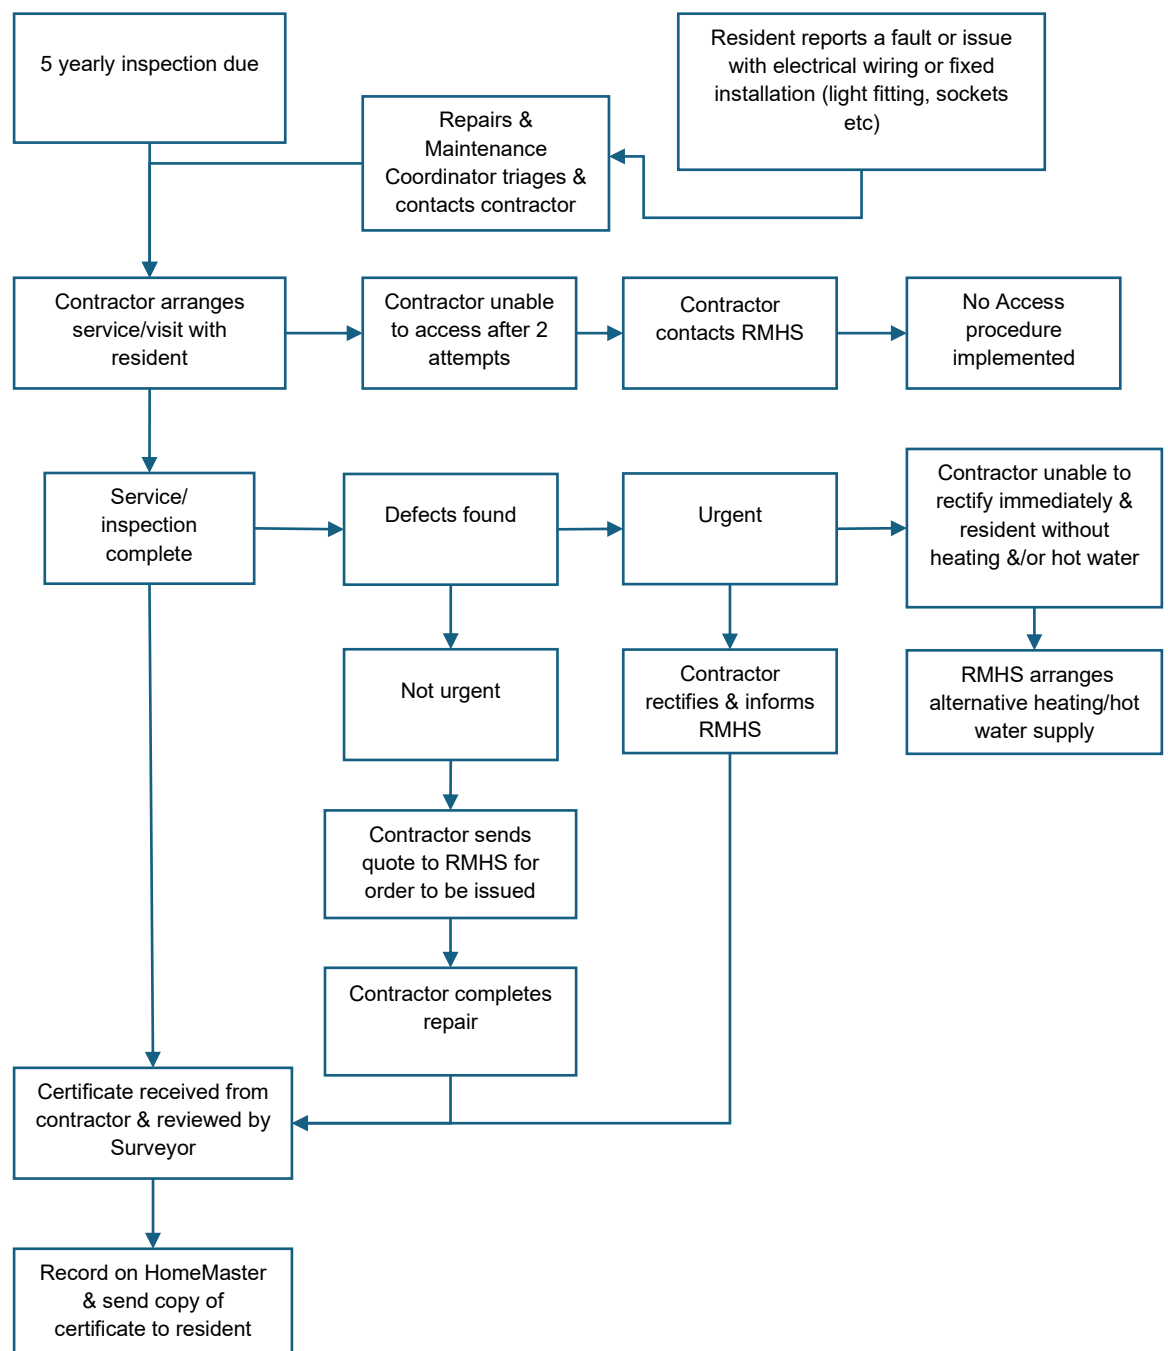 5 yearly inspection due
Resident reports a fault or issue
with electrical wiring or fixed
installation (light fitting, sockets
etc)
Repairs &
Maintenance
Coordinator triages &
contacts contractor
Contractor arranges
service/visit with
resident
Contractor unable
to access after 2
attempts
Contractor
contacts RMHS
No Access
procedure
implemented
Service/
inspection
complete
Defects found
Urgent
Contractor unable to
rectify immediately &
resident without
heating &/or hot water
Not urgent
Contractor
rectifies & informs
RMHS
RMHS arranges
alternative heating/hot
water supply
Contractor sends
quote to RMHS for
order to be issued
Contractor completes
repair
Certificate received from
contractor & reviewed by
Surveyor
Record on HomeMaster
& send copy of
certificate to resident